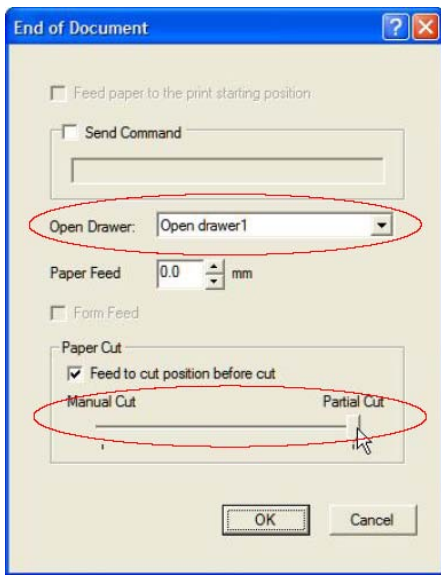 End of Document
Feed paper to the print starting position
Send Command
Open Drawer: Open drawer1
Paper Feed 0.0 mm
Form Feed
Paper Cut
Feed to cut position before cut
Manual Cut Partial Cut
OK Cancel